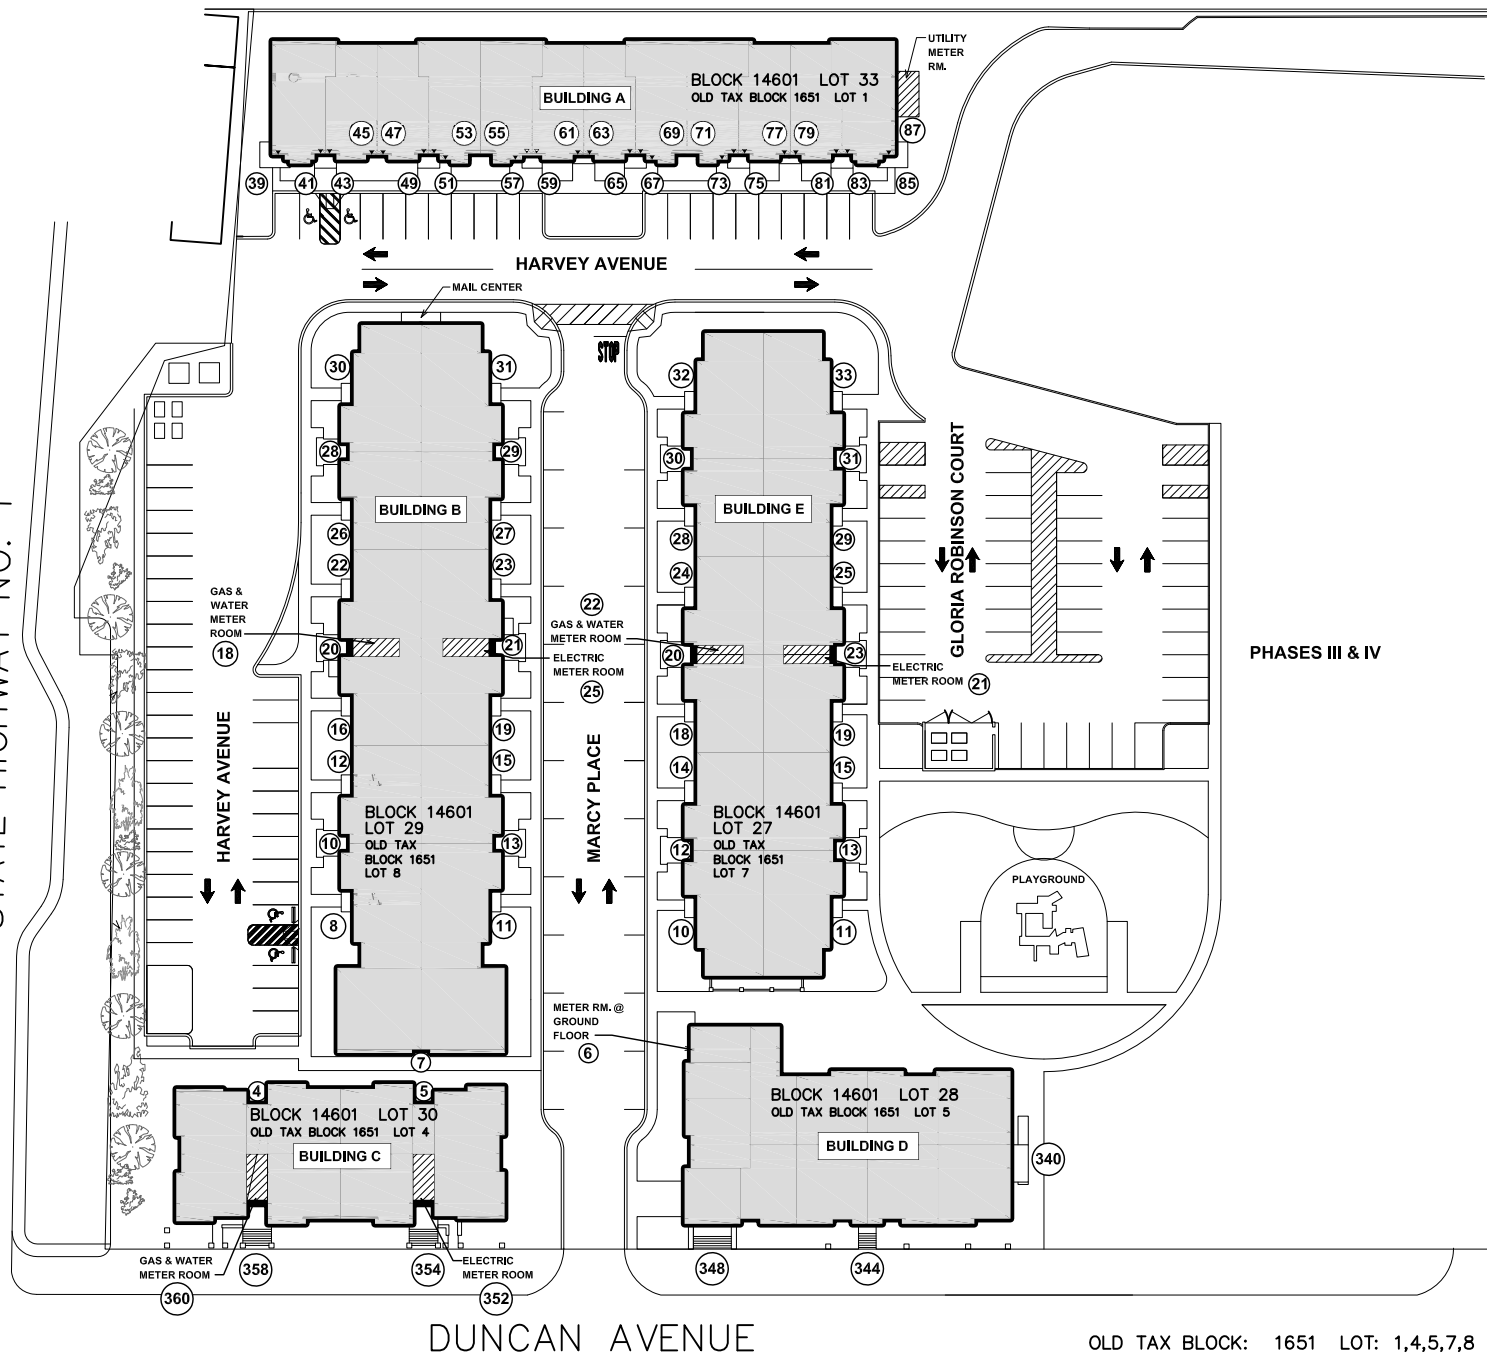 UTILITY
METER
RM.
BLOCK 14601 LOT 33
OLD TAX BLOCK 1651 LOT 1
BUILDING A
45 47 53 55 61 63 69 71 77 79 87
39 41 43 49 51 57 59 65 67 73 75 81 83 85
HARVEY AVENUE
MAIL CENTER
STOP
30 31 32 33
28 29 30 31
BUILDING B
BUILDING E
26 27 28 29
22 23 24 25
GLORIA ROBINSON COURT
GAS &
WATER
METER
ROOM
18
22
GAS & WATER
METER ROOM
20 21 20 23
ELECTRIC
METER ROOM
25
ELECTRIC
METER ROOM 21
PHASES III & IV
16 19 18 19
12 15 14 15
HARVEY AVENUE
MARCY PLACE
BLOCK 14601
LOT 29
OLD TAX
BLOCK 1651
LOT 8
BLOCK 14601
LOT 27
OLD TAX
BLOCK 1651
LOT 7
10 13 12 13
8 11 10 11
PLAYGROUND
METER RM. @
GROUND
FLOOR
6
7
4 5
BLOCK 14601 LOT 30
OLD TAX BLOCK 1651 LOT 4
BUILDING C
BLOCK 14601 LOT 28
OLD TAX BLOCK 1651 LOT 5
BUILDING D
340
GAS & WATER
METER ROOM
360
358
354
ELECTRIC
METER ROOM
352
348
344
DUNCAN AVENUE
OLD TAX BLOCK: 1651 LOT: 1,4,5,7,8